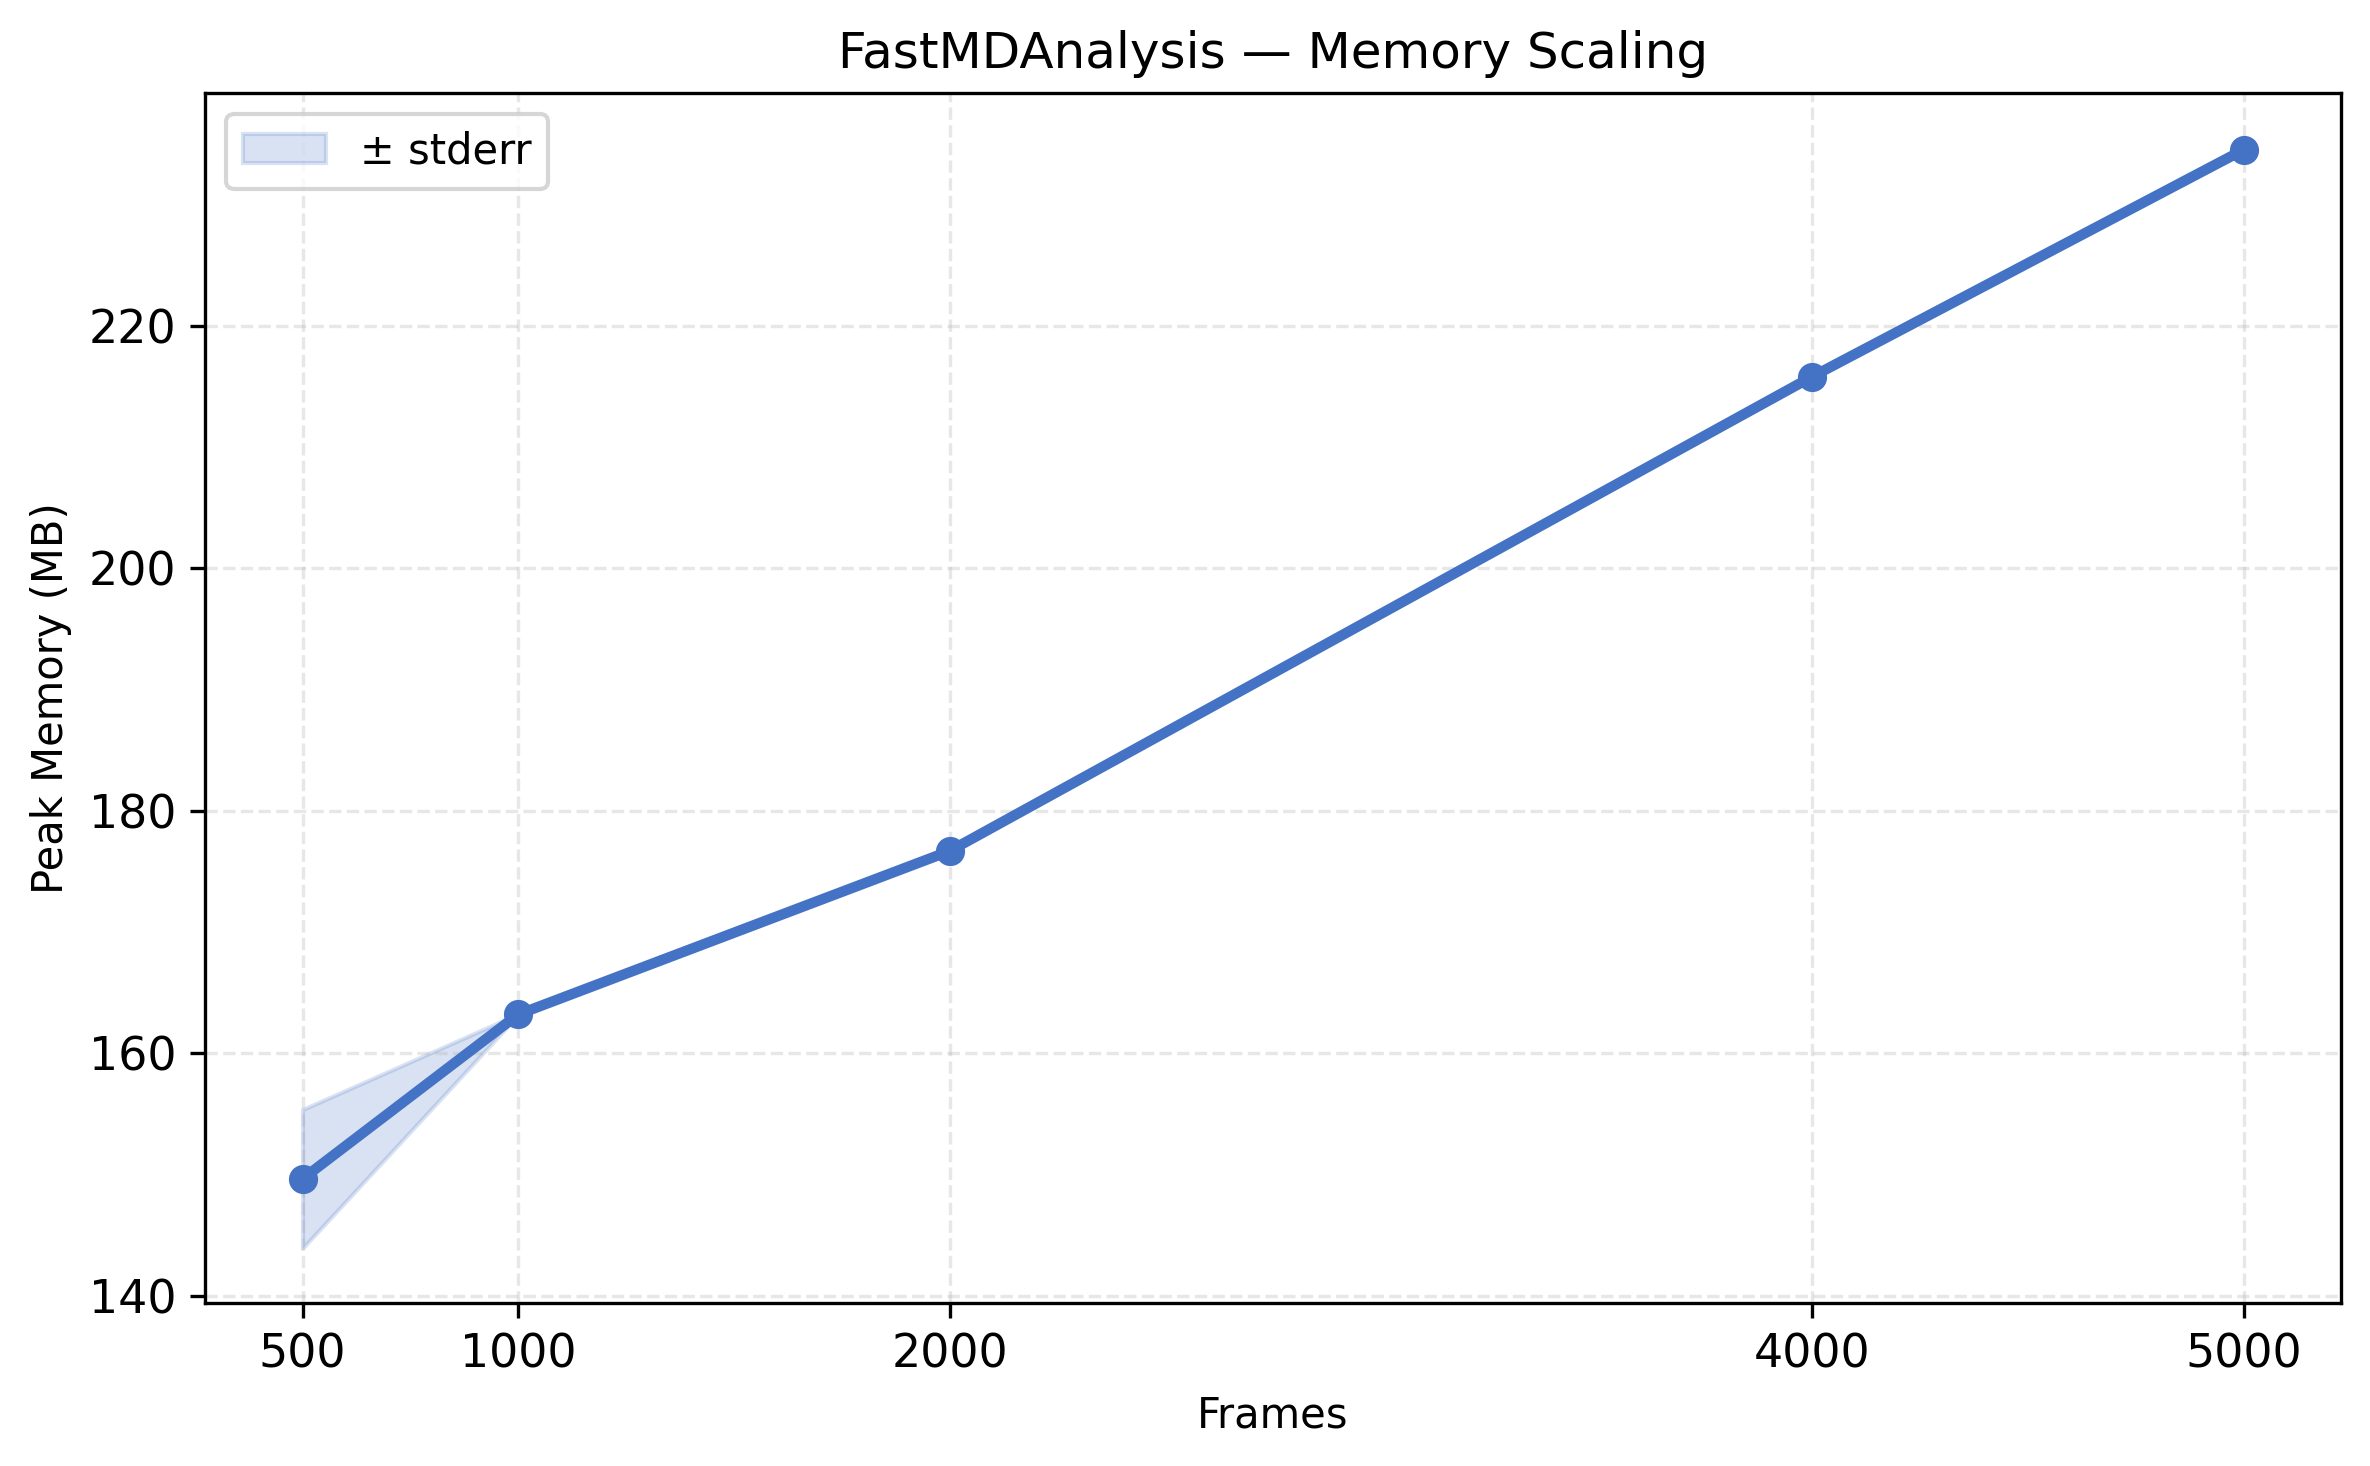 FastMDAnalysis — Memory Scaling
± stderr
Peak Memory (MB)
220
200
180
160
140
500 1000 2000 4000 5000
Frames